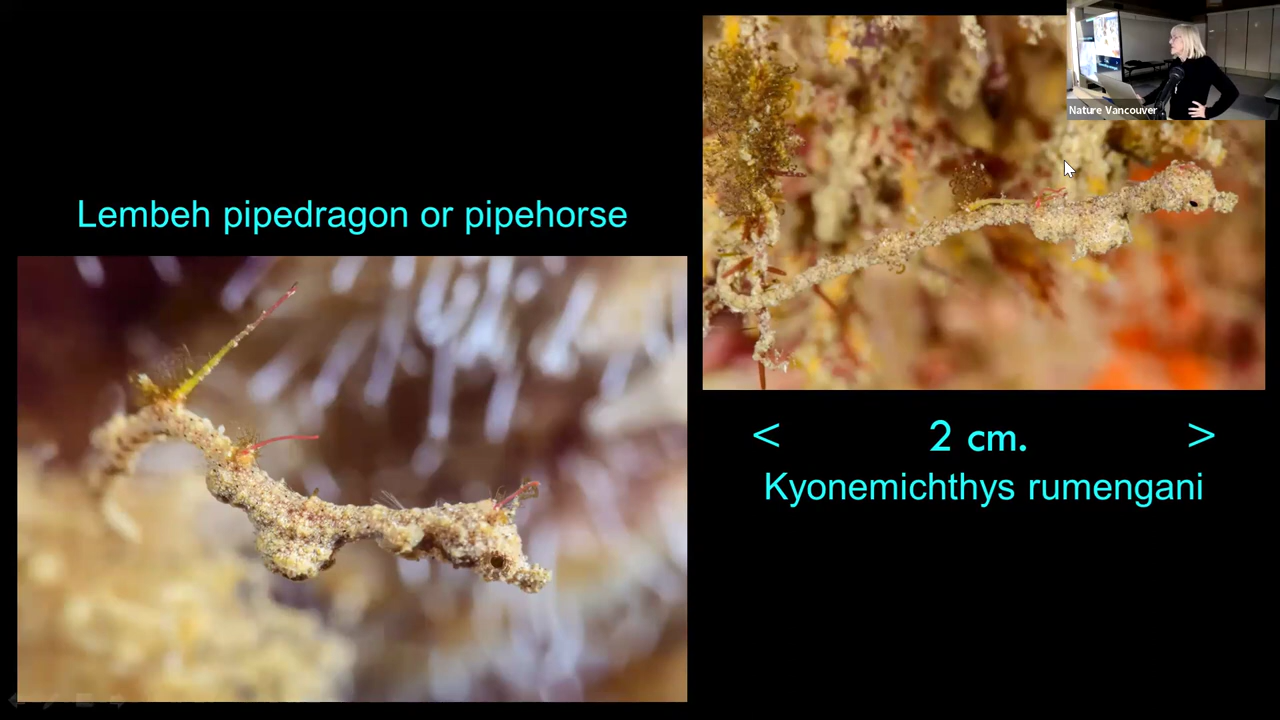 Nature Vancouver
Lembeh pipedragon or pipehorse
< 2 cm. >
Kyonemichthys rumengani